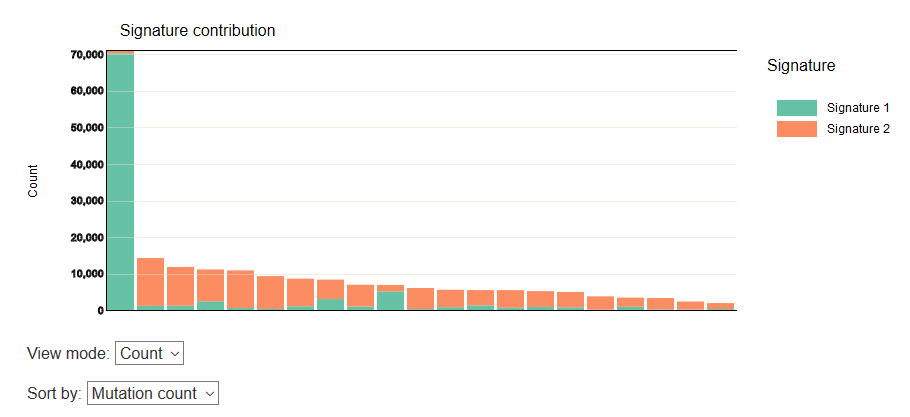 Signature contribution
Signature
Signature 1
Signature 2
Count
70,000
60,000
50,000
40,000
30,000
20,000
10,000
0
View mode: Count
Sort by: Mutation count